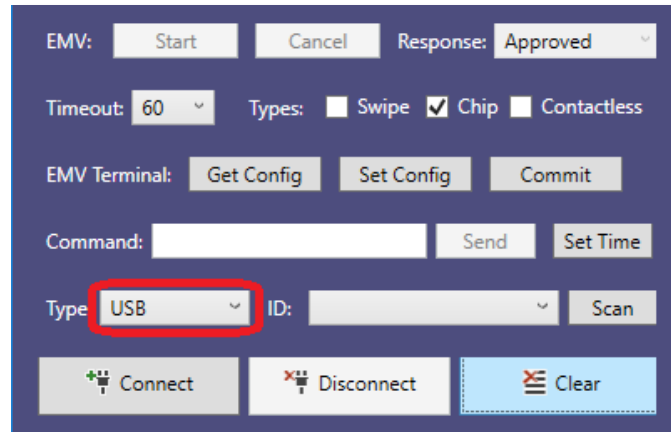 EMV: Start Cancel Response: Approved
Timeout: 60 Types: Swipe Chip Contactless
EMV Terminal: Get Config Set Config Commit
Command: Send Set Time
Type USB ID: Scan
Connect Disconnect Clear